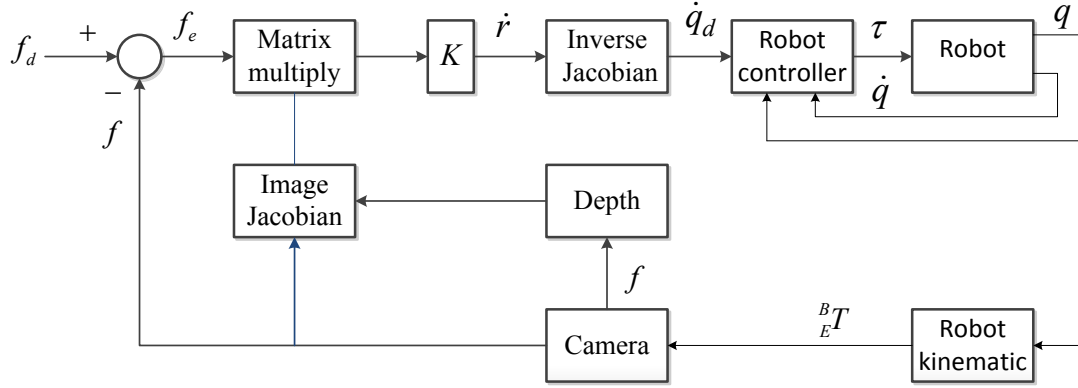 f_d
+
−
f_e
Matrix
multiply
K
ṙ
Inverse
Jacobian
q̇_d
Robot
controller
τ
q̇
Robot
q
f
Image
Jacobian
Depth
f
Camera
^B_E T
Robot
kinematic